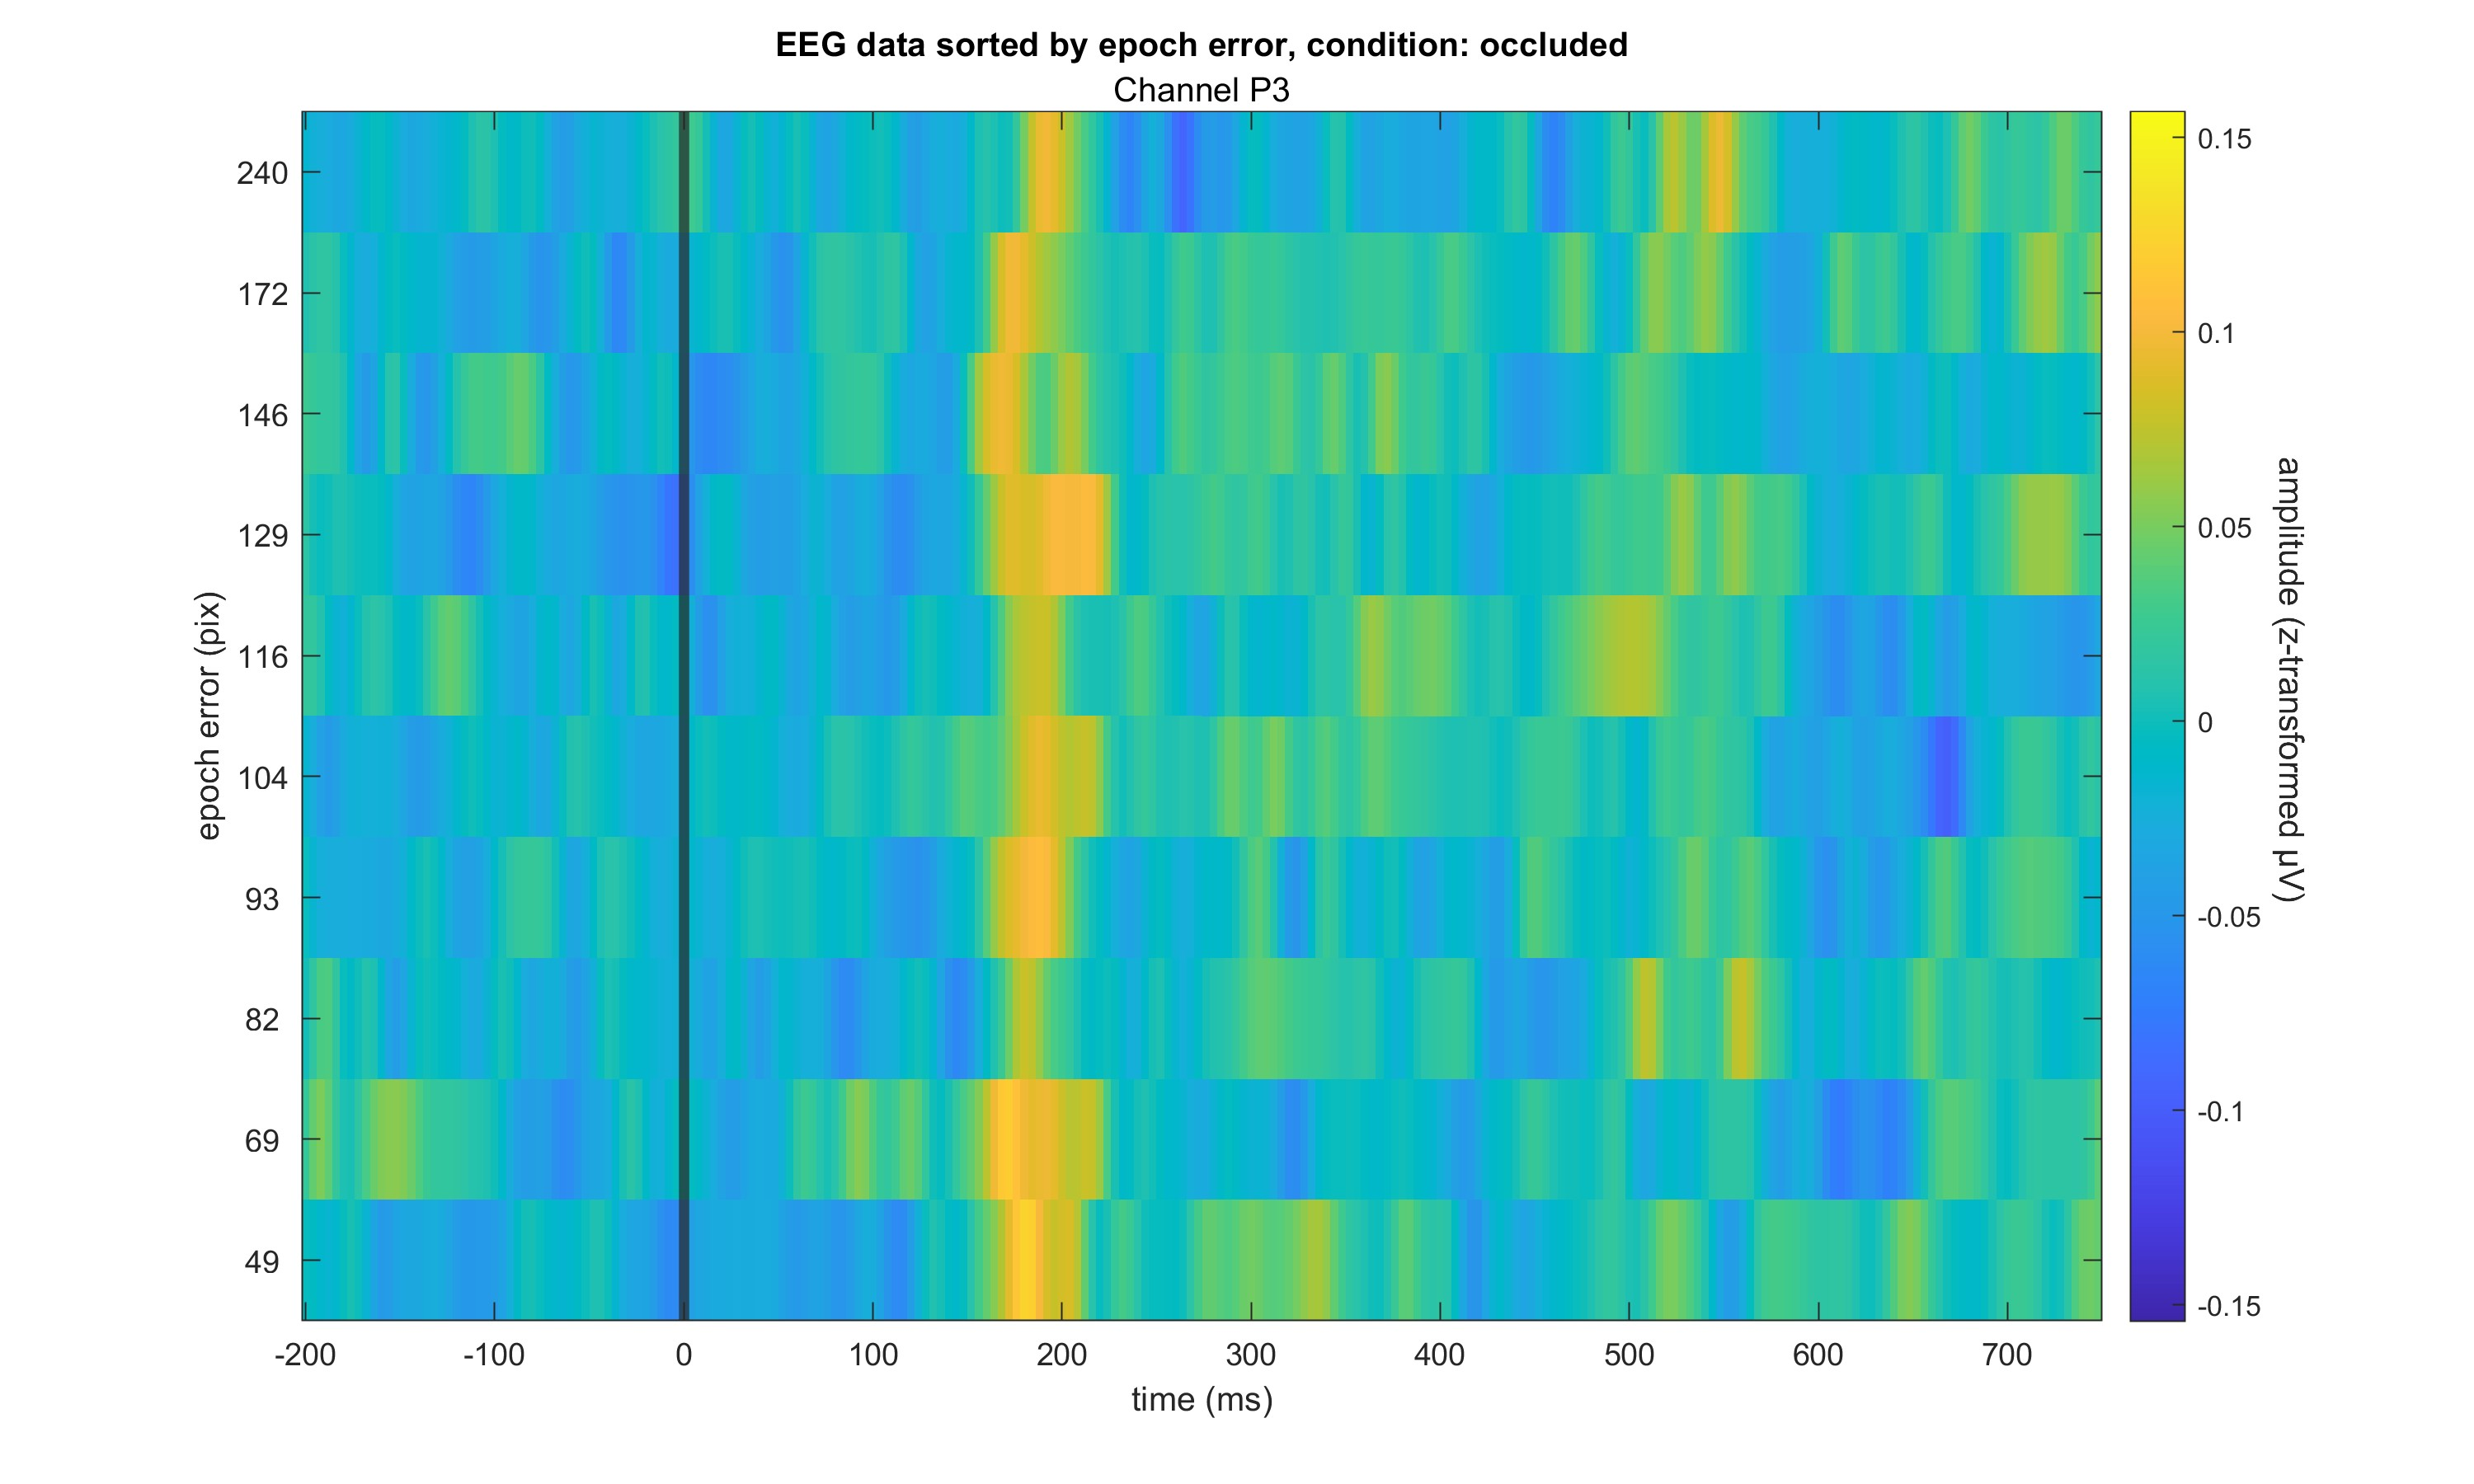 EEG data sorted by epoch error, condition: occluded
Channel P3
epoch error (pix)
240
172
146
129
116
104
93
82
69
49
-200 -100 0 100 200 300 400 500 600 700
time (ms)
0.15
0.1
0.05
0
-0.05
-0.1
-0.15
amplitude (z-transformed µV)